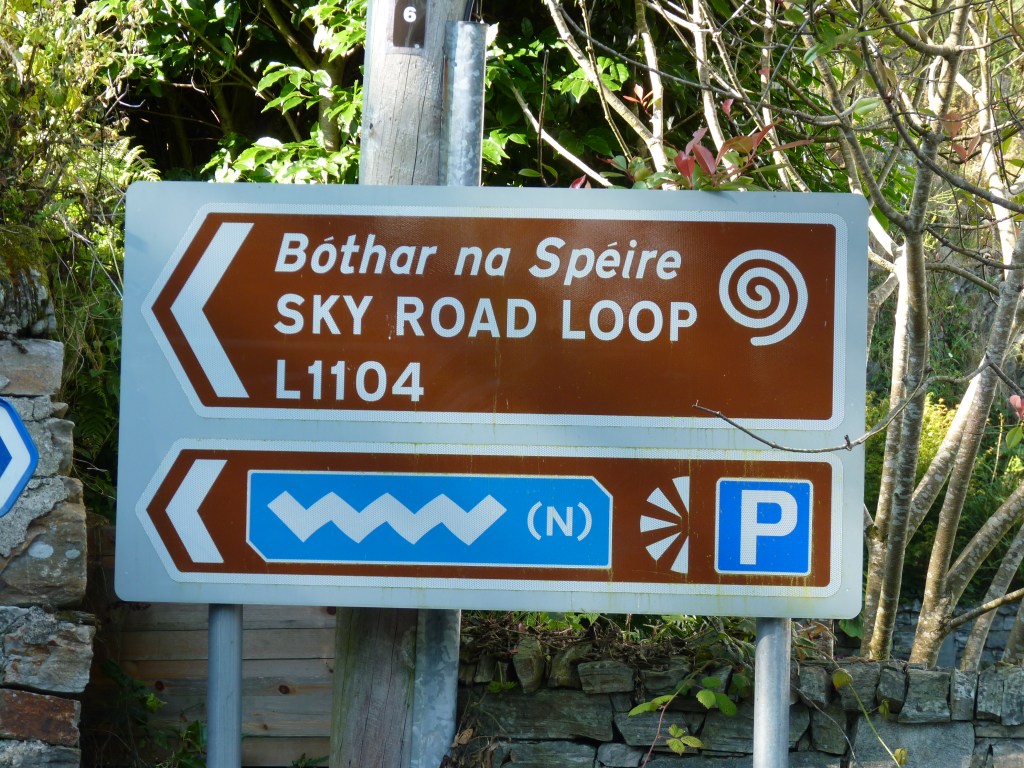 6
Bóthar na Spéire
SKY ROAD LOOP
L1104
(N)
P